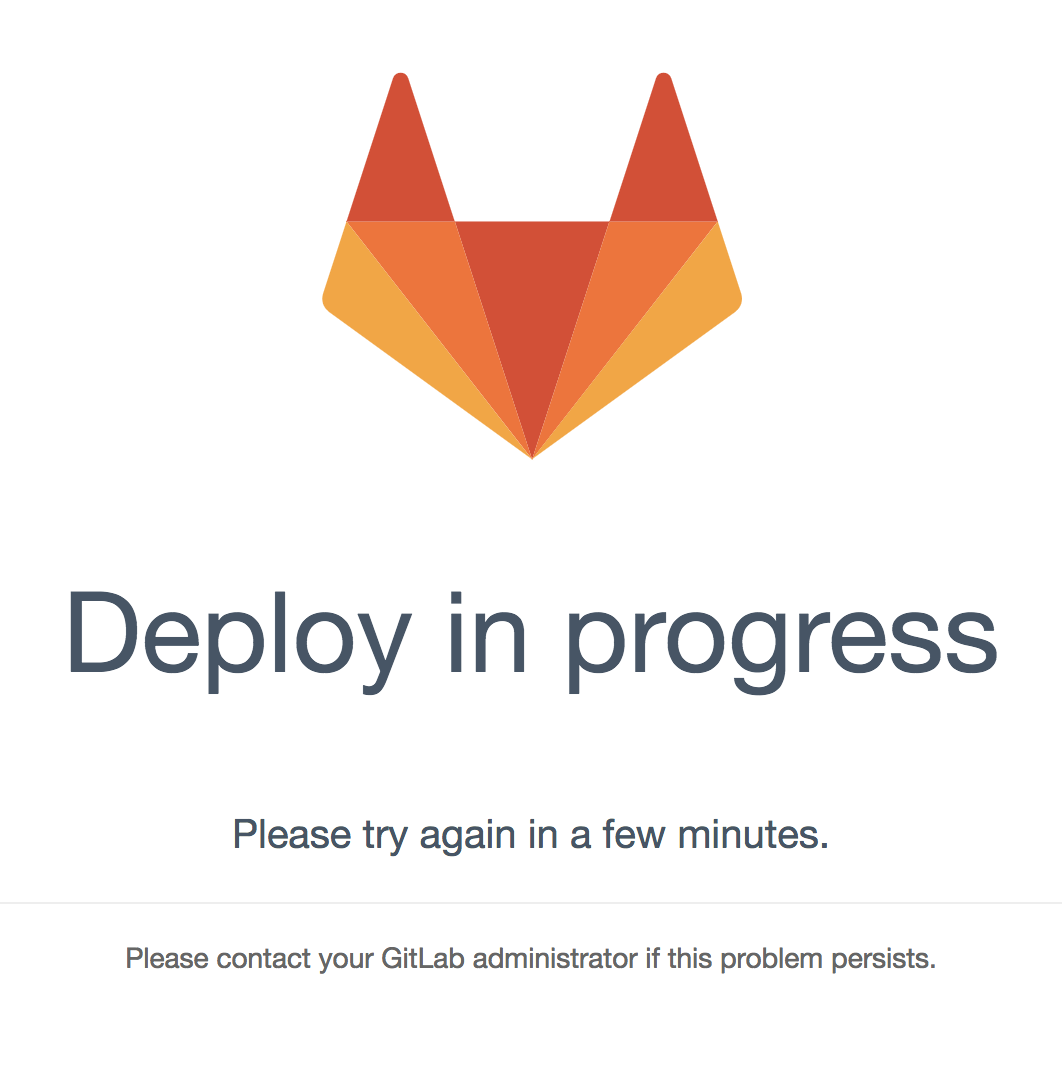 Deploy in progress
Please try again in a few minutes.
Please contact your GitLab administrator if this problem persists.